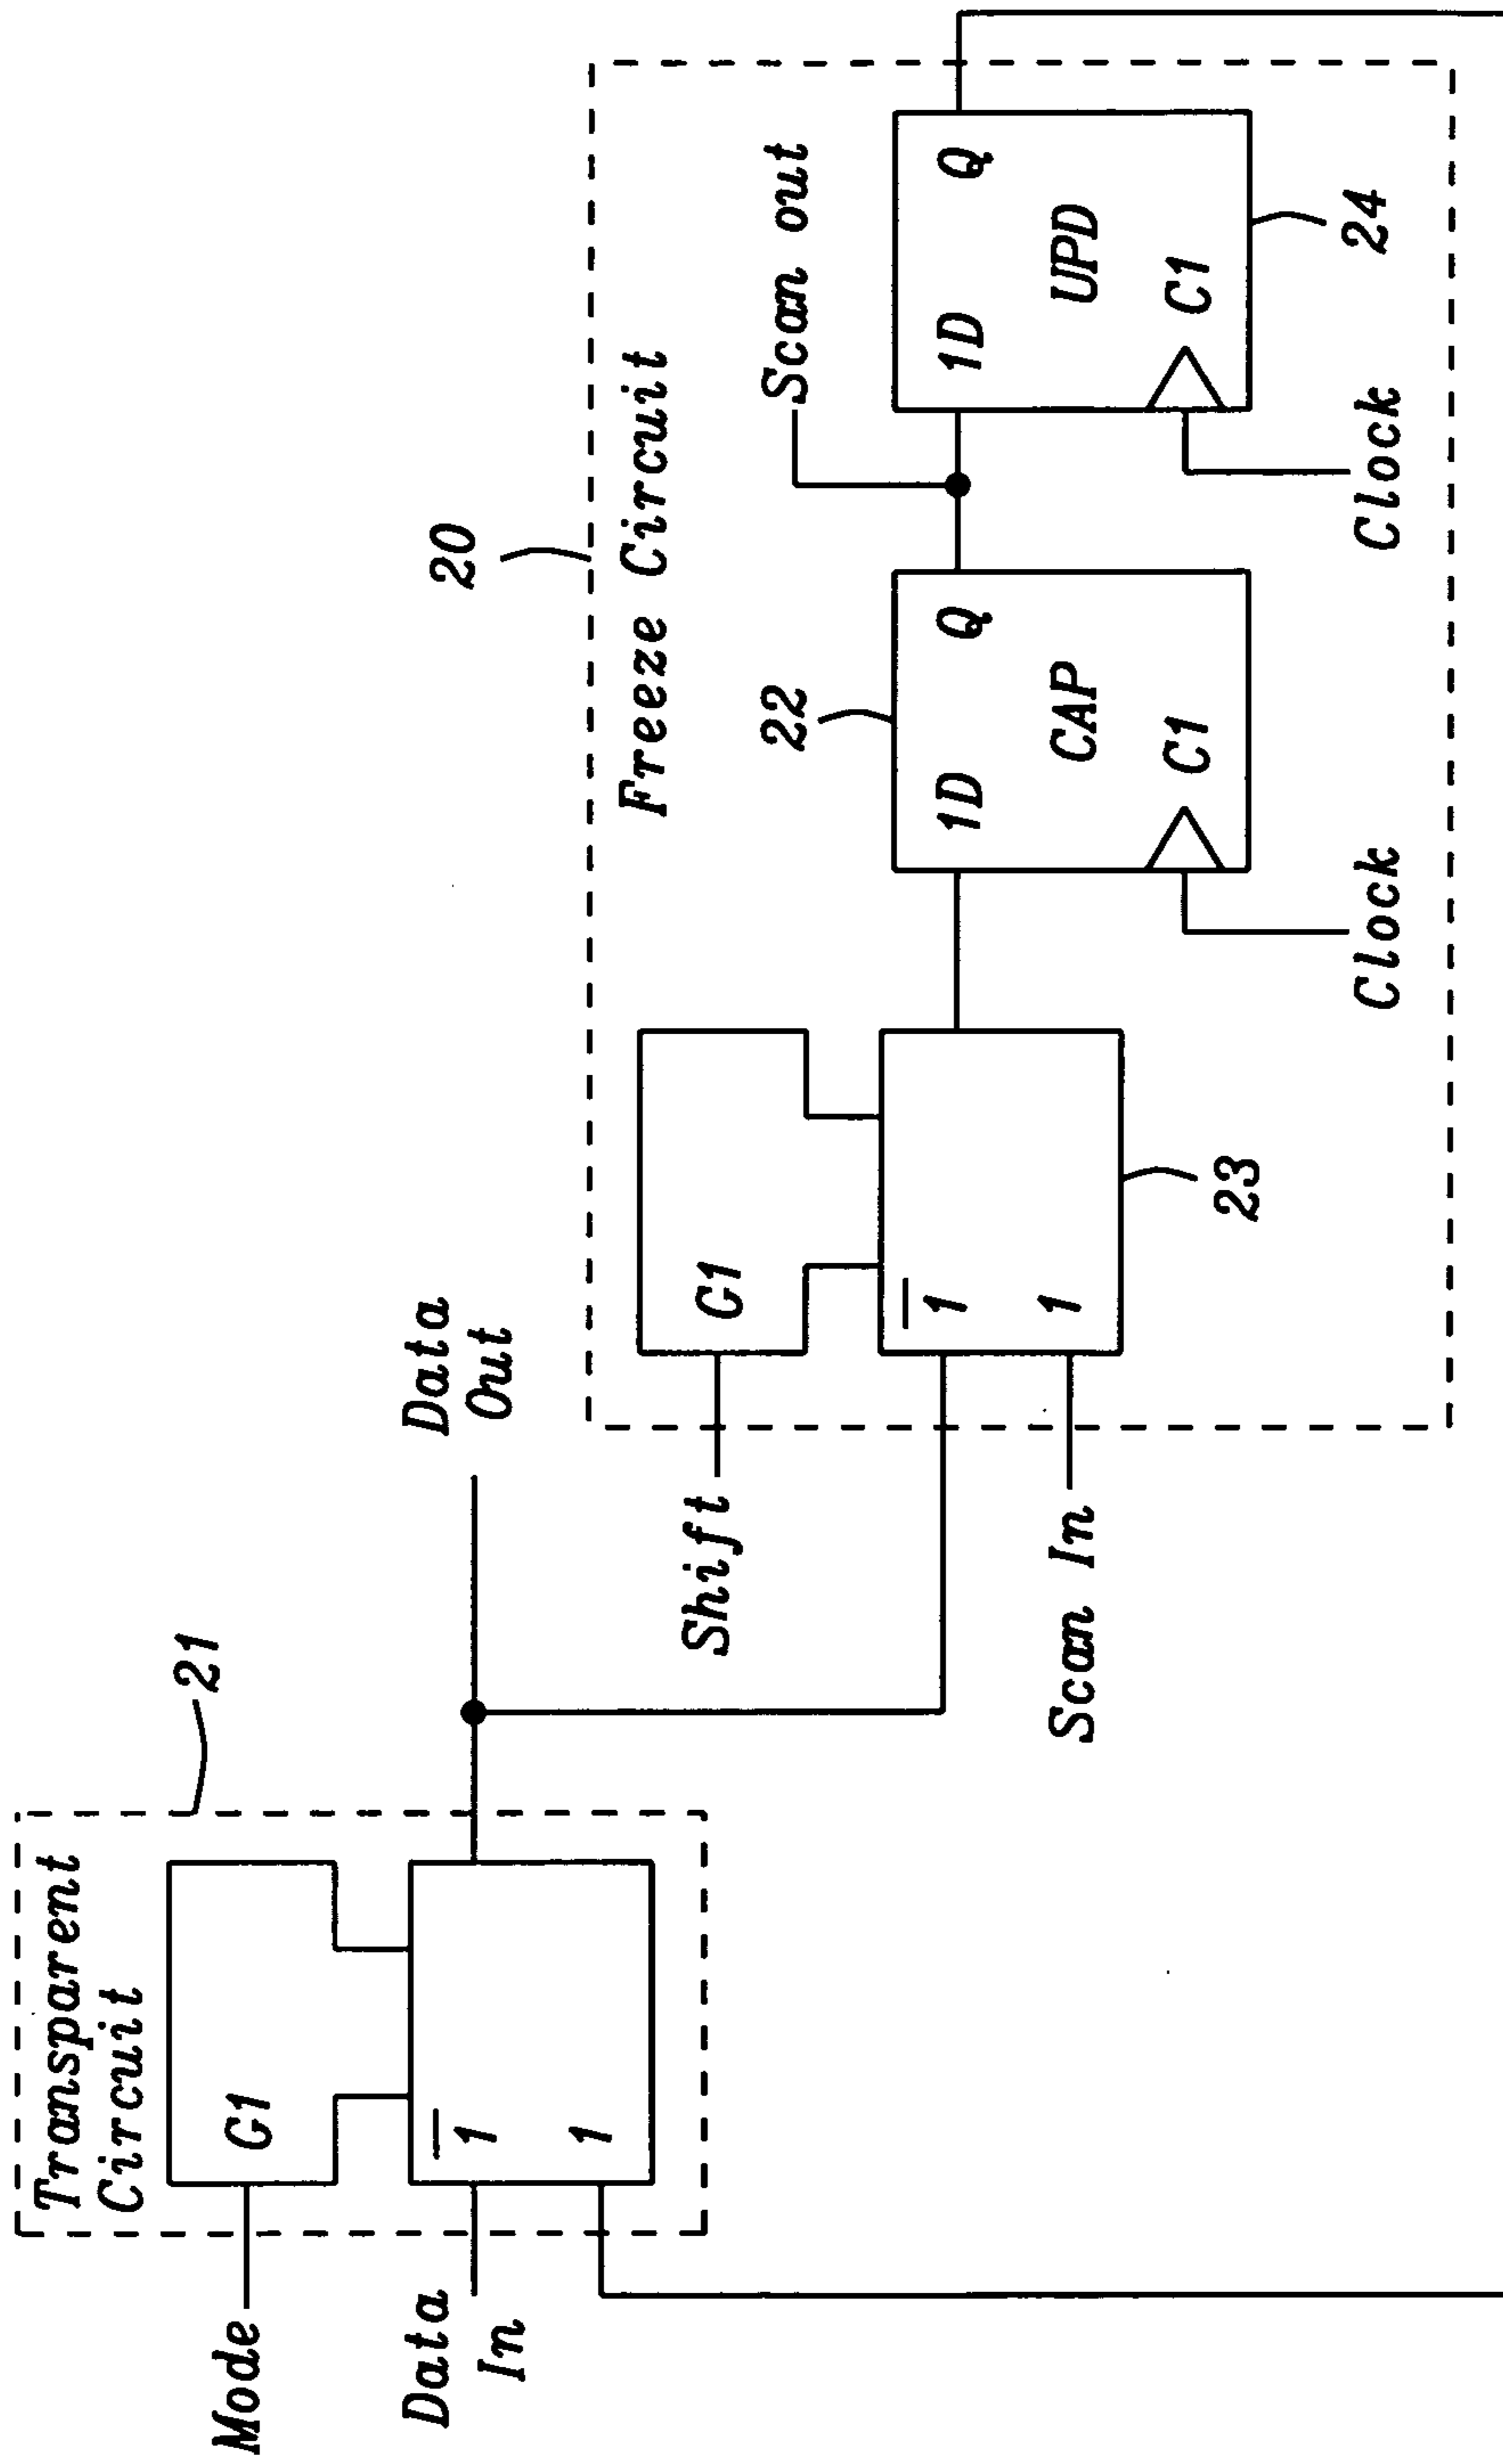 Transparent
Circuit
21
G1
1
1
Mode
Data
In
Data
Out
20
Freeze Circuit
Shift
G1
1
1
23
Scan In
22
1D
Q
CAP
C1
Clock
Scan out
1D
Q
UPD
C1
24
Clock